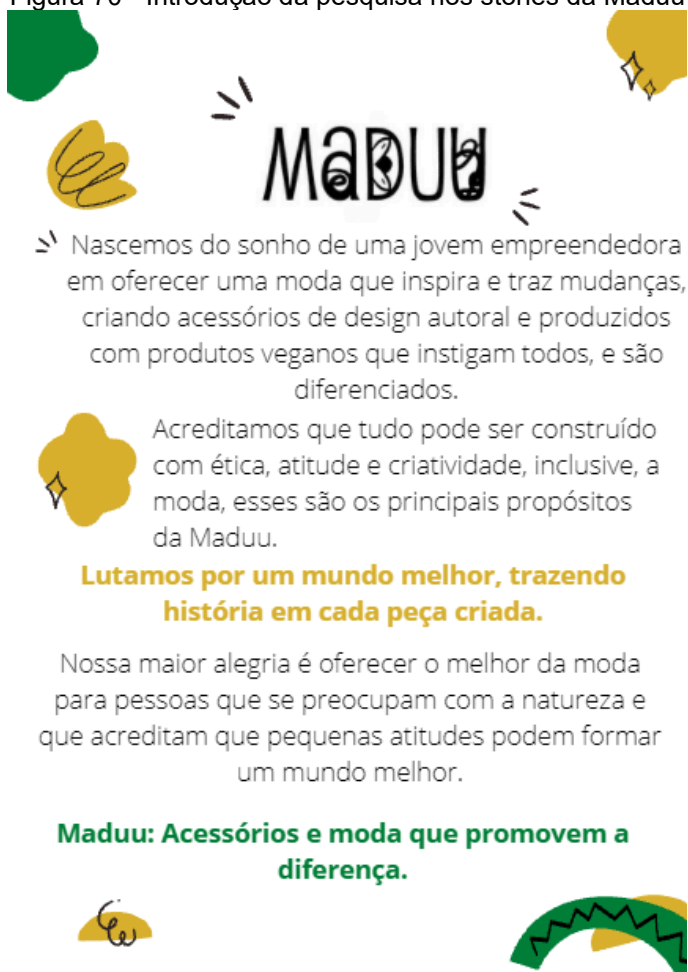 Figura 70 - Introdução da pesquisa nos stories da Maduu
MaDUU
Nascemos do sonho de uma jovem empreendedora
em oferecer uma moda que inspira e traz mudanças,
criando acessórios de design autoral e produzidos
com produtos veganos que instigam todos, e são
diferenciados.
Acreditamos que tudo pode ser construído
com ética, atitude e criatividade, inclusive, a
moda, esses são os principais propósitos
da Maduu.
Lutamos por um mundo melhor, trazendo
história em cada peça criada.
Nossa maior alegria é oferecer o melhor da moda
para pessoas que se preocupam com a natureza e
que acreditam que pequenas atitudes podem formar
um mundo melhor.
Maduu: Acessórios e moda que promovem a
diferença.